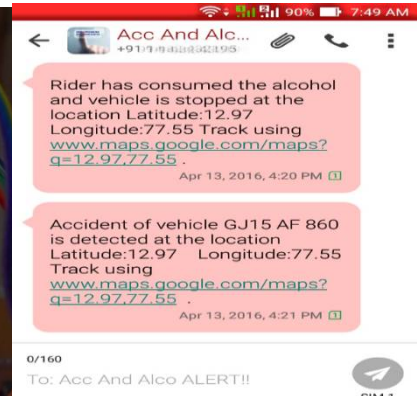 90% 7:49 AM
Acc And Alc...
Rider has consumed the alcohol
and vehicle is stopped at the
location Latitude:12.97
Longitude:77.55 Track using
www.maps.google.com/maps?
q=12.97,77.55 .
Apr 13, 2016, 4:20 PM 1
Accident of vehicle GJ15 AF 860
is detected at the location
Latitude:12.97 Longitude:77.55
Track using
www.maps.google.com/maps?
q=12.97,77.55 .
Apr 13, 2016, 4:21 PM 1
0/160
To: Acc And Alco ALERT!!
SIM 1